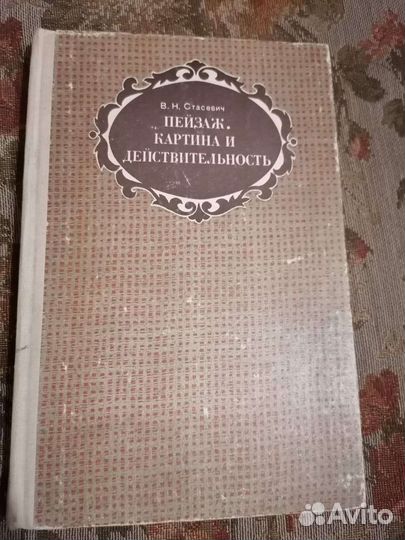 В. Н. Стасевич
ПЕЙЗАЖ.
КАРТИНА И
ДЕЙСТВИТЕЛЬНОСТЬ
Avito